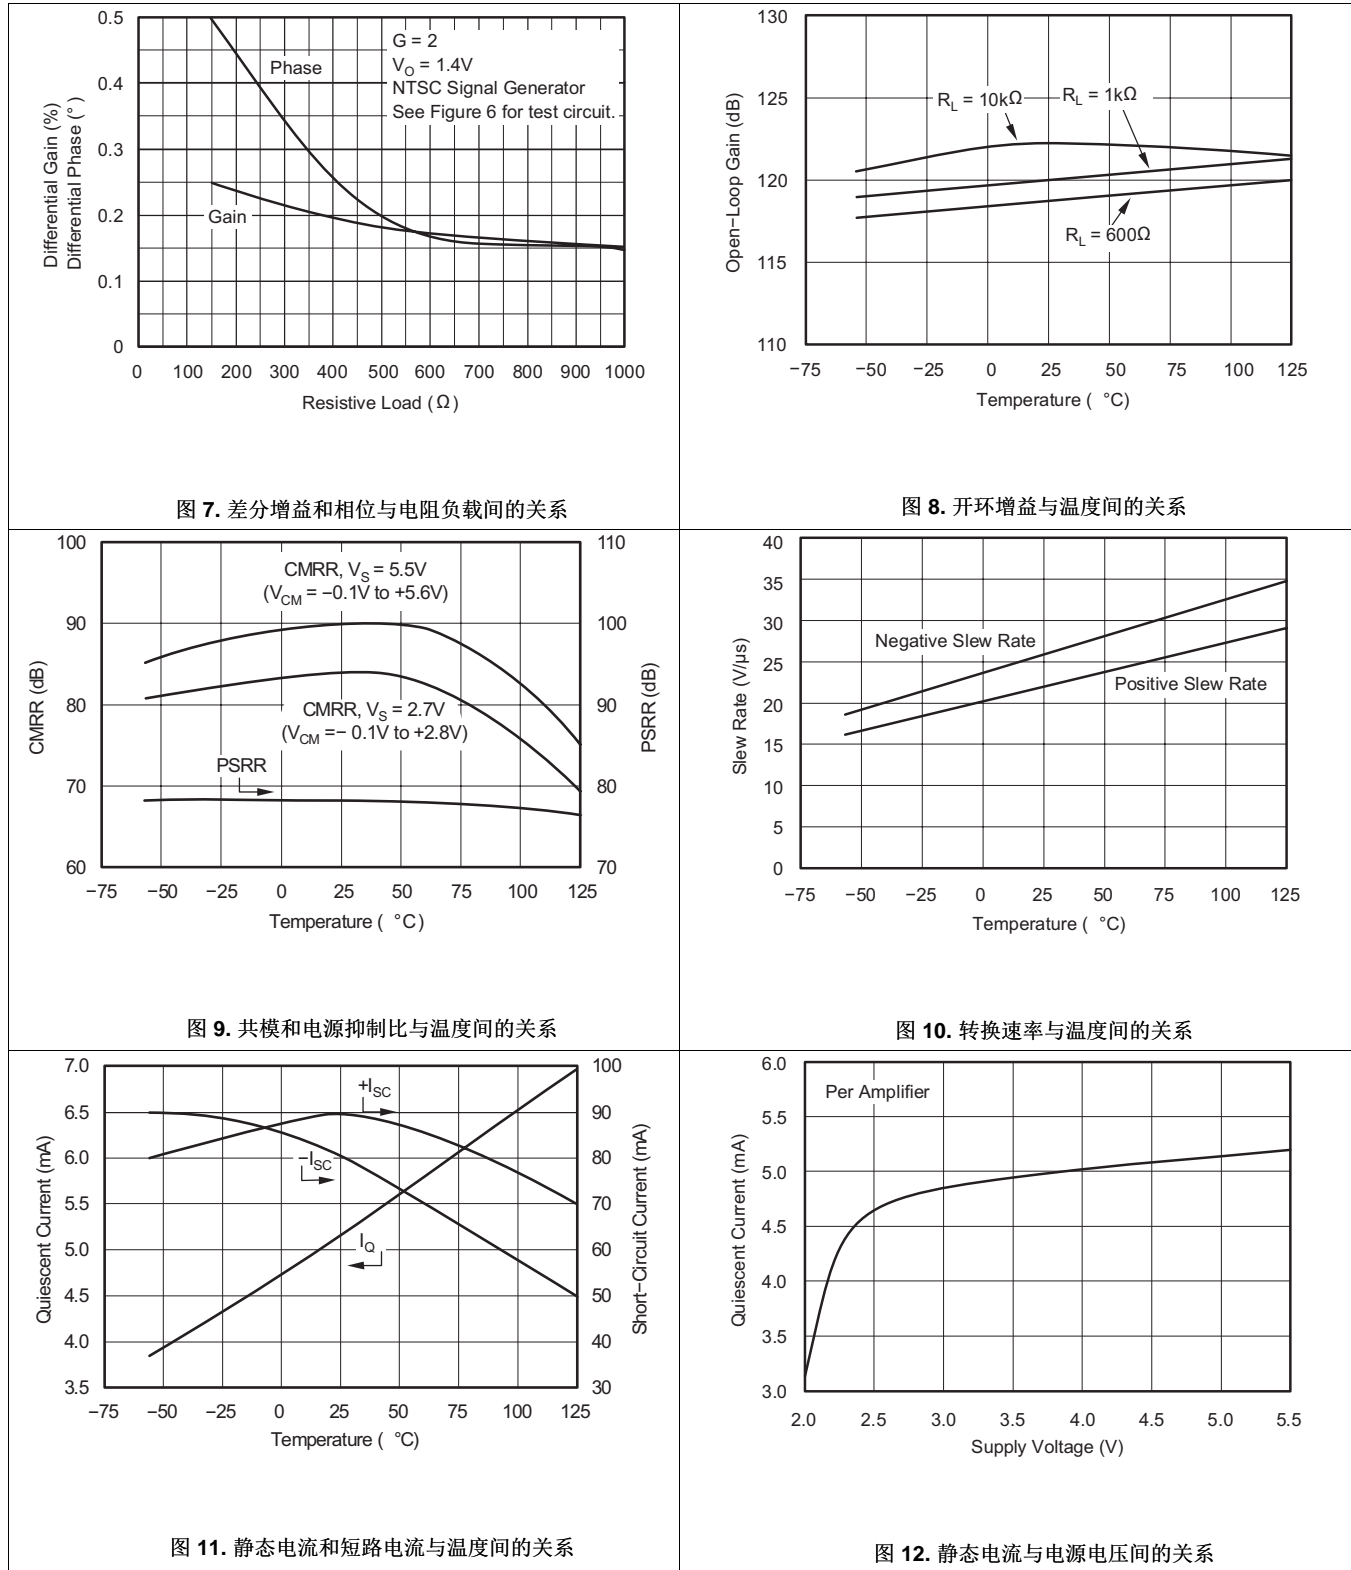 0.5
0.4
0.3
0.2
0.1
0
Differential Gain (%)
Differential Phase (°)
G = 2
V_O = 1.4V
NTSC Signal Generator
See Figure 6 for test circuit.
Phase
Gain
0 100 200 300 400 500 600 700 800 900 1000
Resistive Load (Ω)
图 7. 差分增益和相位与电阻负载间的关系
130
125
120
115
110
Open−Loop Gain (dB)
R_L = 10kΩ
R_L = 1kΩ
R_L = 600Ω
−75 −50 −25 0 25 50 75 100 125
Temperature ( °C)
图 8. 开环增益与温度间的关系
100
90
80
70
60
CMRR (dB)
CMRR, V_S = 5.5V
(V_CM = −0.1V to +5.6V)
CMRR, V_S = 2.7V
(V_CM =− 0.1V to +2.8V)
PSRR
110
100
90
80
70
PSRR (dB)
−75 −50 −25 0 25 50 75 100 125
Temperature ( °C)
图 9. 共模和电源抑制比与温度间的关系
40
35
30
25
20
15
10
5
0
Slew Rate (V/μs)
Negative Slew Rate
Positive Slew Rate
−75 −50 −25 0 25 50 75 100 125
Temperature ( °C)
图 10. 转换速率与温度间的关系
7.0
6.5
6.0
5.5
5.0
4.5
4.0
3.5
Quiescent Current (mA)
+I_SC
−I_SC
I_Q
100
90
80
70
60
50
40
30
Short−Circuit Current (mA)
−75 −50 −25 0 25 50 75 100 125
Temperature ( °C)
图 11. 静态电流和短路电流与温度间的关系
6.0
5.5
5.0
4.5
4.0
3.5
3.0
Quiescent Current (mA)
Per Amplifier
2.0 2.5 3.0 3.5 4.0 4.5 5.0 5.5
Supply Voltage (V)
图 12. 静态电流与电源电压间的关系